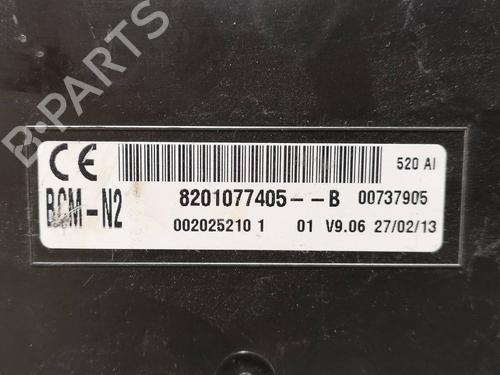 B-PARTS
CE 520 AI
BCM-N2 8201077405--B 00737905
002025210 1 01 V9.06 27/02/13